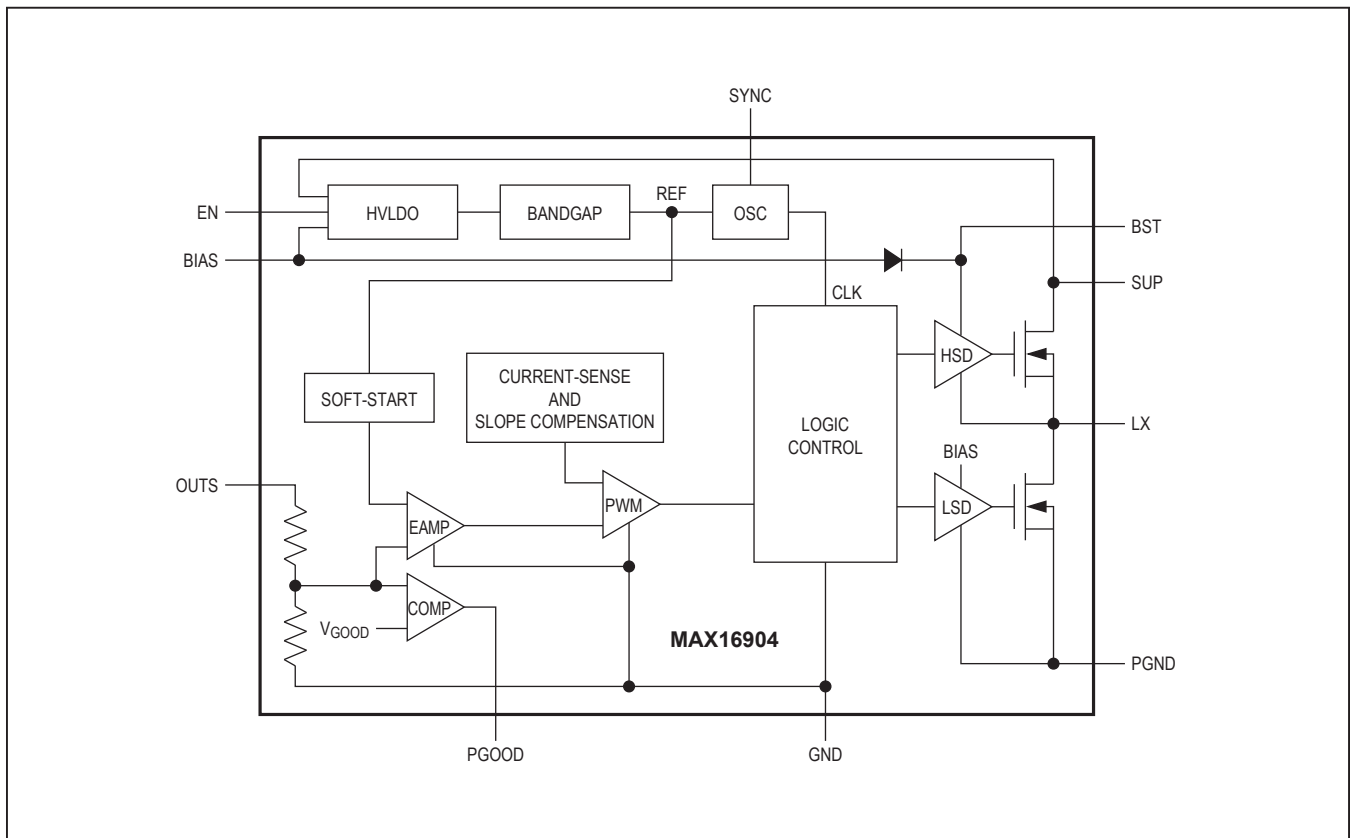 SYNC
EN
HVLDO
BANDGAP
REF
OSC
BST
BIAS
SUP
CLK
HSD
CURRENT-SENSE
AND
SLOPE COMPENSATION
SOFT-START
LOGIC
CONTROL
LX
BIAS
OUTS
PWM
LSD
EAMP
COMP
VGOOD
MAX16904
PGND
PGOOD
GND